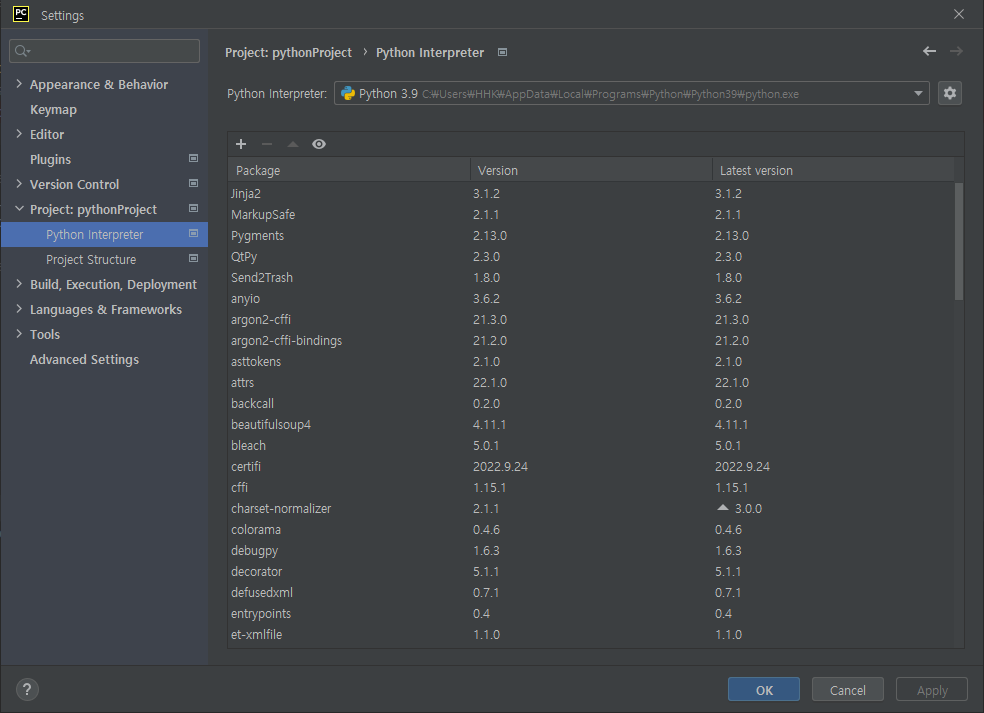 PC Settings
Appearance & Behavior
Keymap
Editor
Plugins
Version Control
Project: pythonProject
Python Interpreter
Project Structure
Build, Execution, Deployment
Languages & Frameworks
Tools
Advanced Settings
Project: pythonProject › Python Interpreter
Python Interpreter: Python 3.9 C:₩Users₩HHK₩AppData₩Local₩Programs₩Python₩Python39₩python.exe
Package Version Latest version
Jinja2 3.1.2 3.1.2
MarkupSafe 2.1.1 2.1.1
Pygments 2.13.0 2.13.0
QtPy 2.3.0 2.3.0
Send2Trash 1.8.0 1.8.0
anyio 3.6.2 3.6.2
argon2-cffi 21.3.0 21.3.0
argon2-cffi-bindings 21.2.0 21.2.0
asttokens 2.1.0 2.1.0
attrs 22.1.0 22.1.0
backcall 0.2.0 0.2.0
beautifulsoup4 4.11.1 4.11.1
bleach 5.0.1 5.0.1
certifi 2022.9.24 2022.9.24
cffi 1.15.1 1.15.1
charset-normalizer 2.1.1 3.0.0
colorama 0.4.6 0.4.6
debugpy 1.6.3 1.6.3
decorator 5.1.1 5.1.1
defusedxml 0.7.1 0.7.1
entrypoints 0.4 0.4
et-xmlfile 1.1.0 1.1.0
? OK Cancel Apply